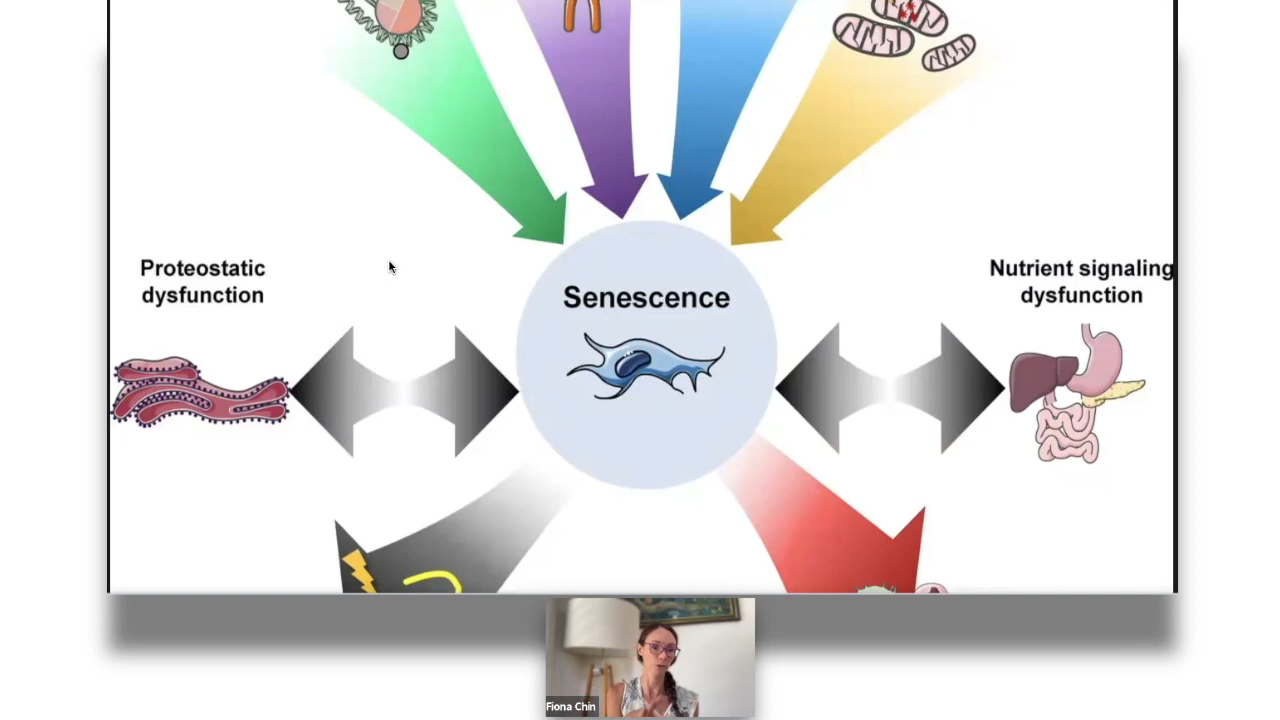 Proteostatic
dysfunction
Senescence
Nutrient signaling
dysfunction
Fiona Chin